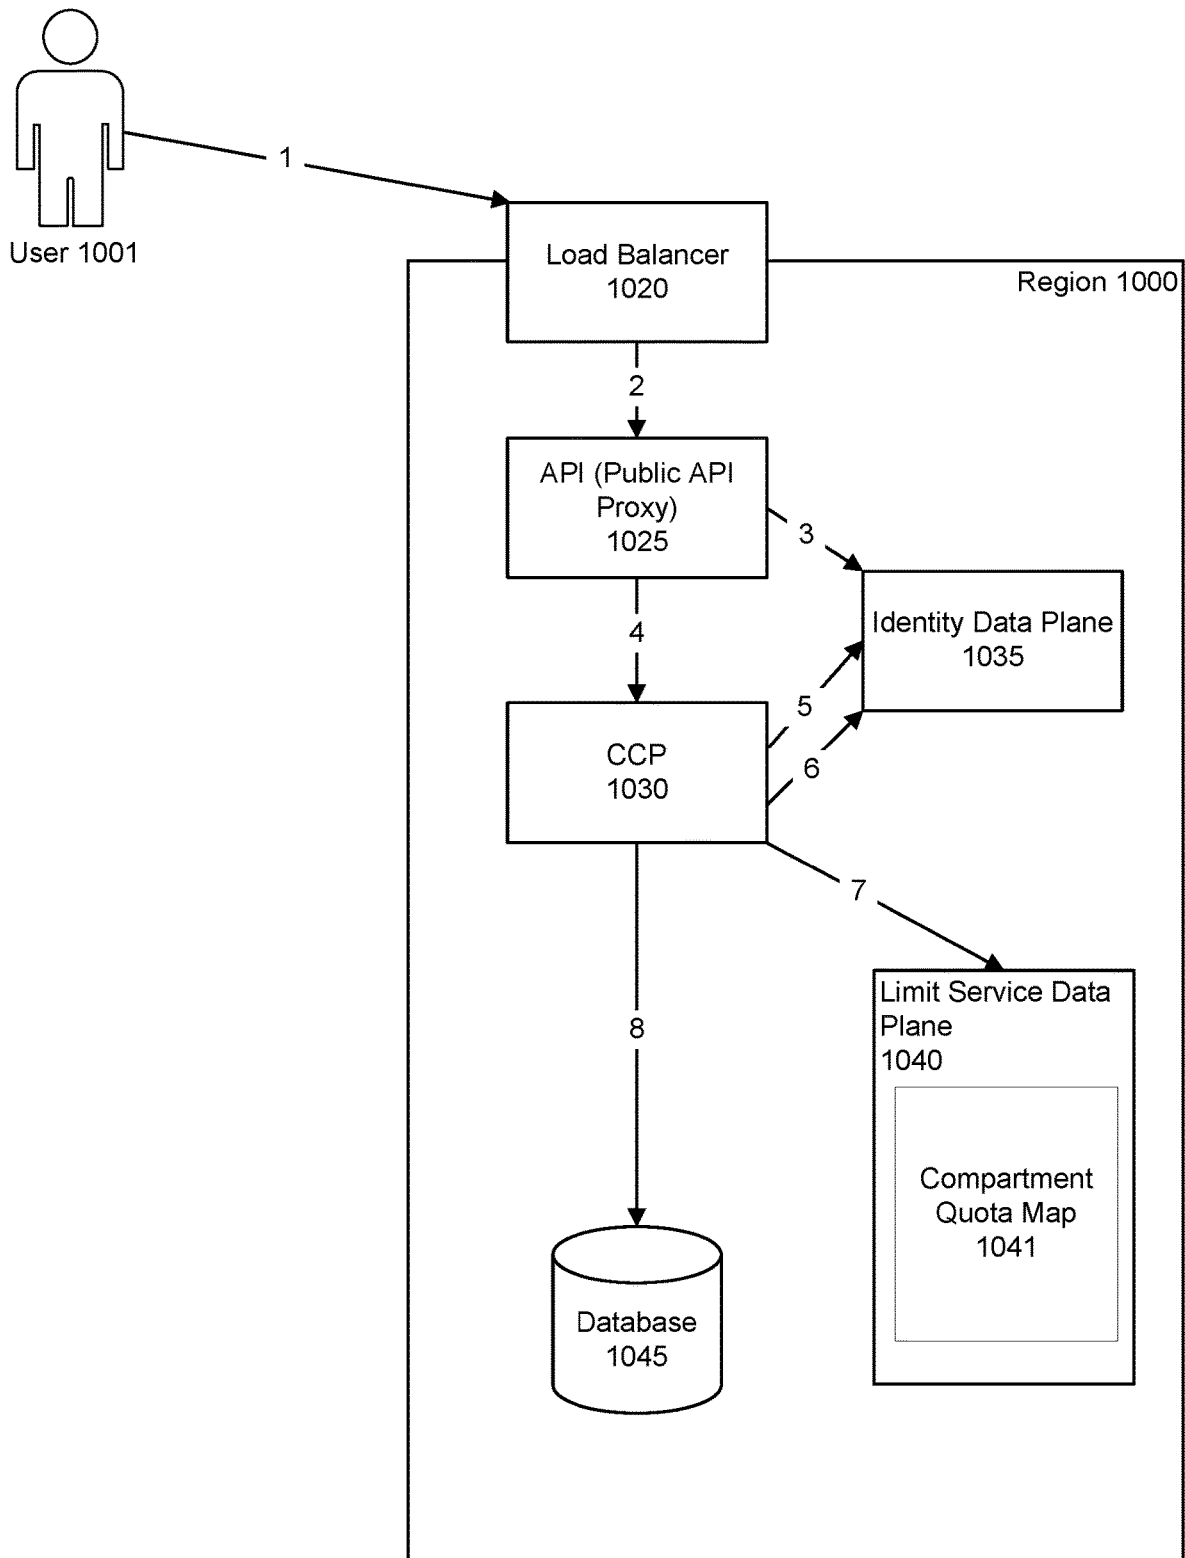 1
User 1001
Load Balancer
1020
Region 1000
2
API (Public API
Proxy)
1025
3
4
Identity Data Plane
1035
5
CCP
1030
6
7
Limit Service Data
Plane
1040
8
Compartment
Quota Map
1041
Database
1045